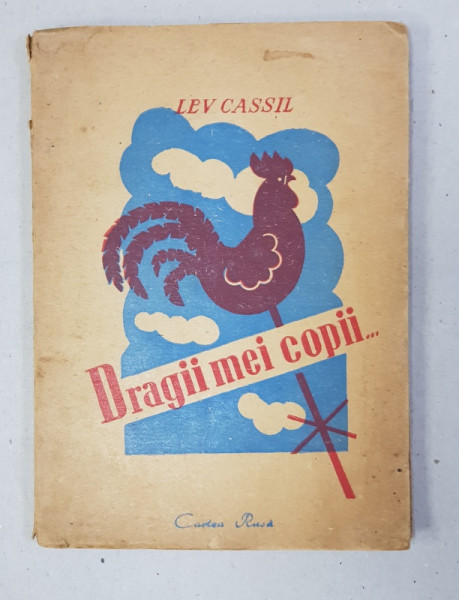 LEV CASSIL
Dragii mei copii...
Cartea Rusă